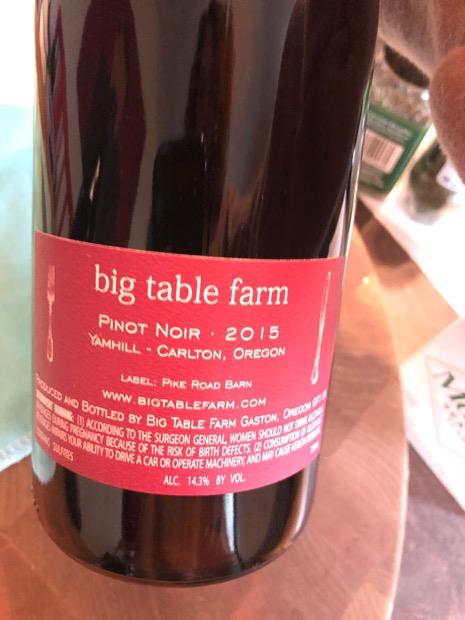 big table farm
Pinot Noir · 2015
Yamhill - Carlton, Oregon
Label: Pike Road Barn
www.bigtablefarm.com
Produced and Bottled by Big Table Farm Gaston, Oregon
WARNING: (1) ACCORDING TO THE SURGEON GENERAL, WOMEN SHOULD NOT DRINK
DURING PREGNANCY BECAUSE OF THE RISK OF BIRTH DEFECTS. (2) CONSUMPTION OF
IMPAIRS YOUR ABILITY TO DRIVE A CAR OR OPERATE MACHINERY, AND MAY CAUSE HEALTH
SULFITES
ALC. 14.3% BY VOL.